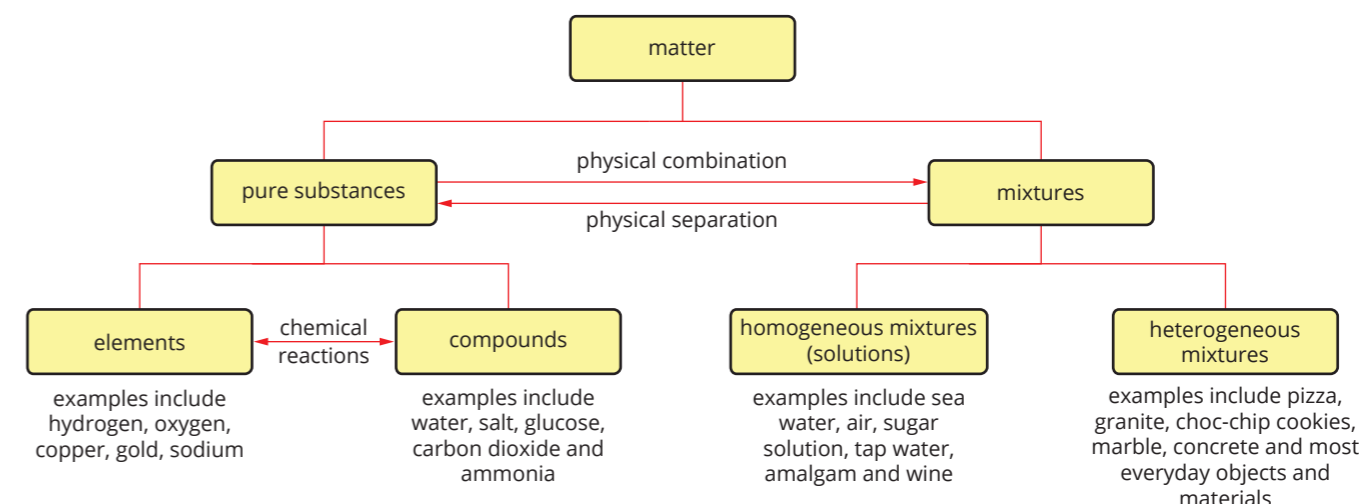 matter
physical combination
pure substances
mixtures
physical separation
elements
chemical
reactions
compounds
homogeneous mixtures
(solutions)
heterogeneous
mixtures
examples include
hydrogen, oxygen,
copper, gold, sodium
examples include
water, salt, glucose,
carbon dioxide and
ammonia
examples include sea
water, air, sugar
solution, tap water,
amalgam and wine
examples include pizza,
granite, choc-chip cookies,
marble, concrete and most
everyday objects and
materials